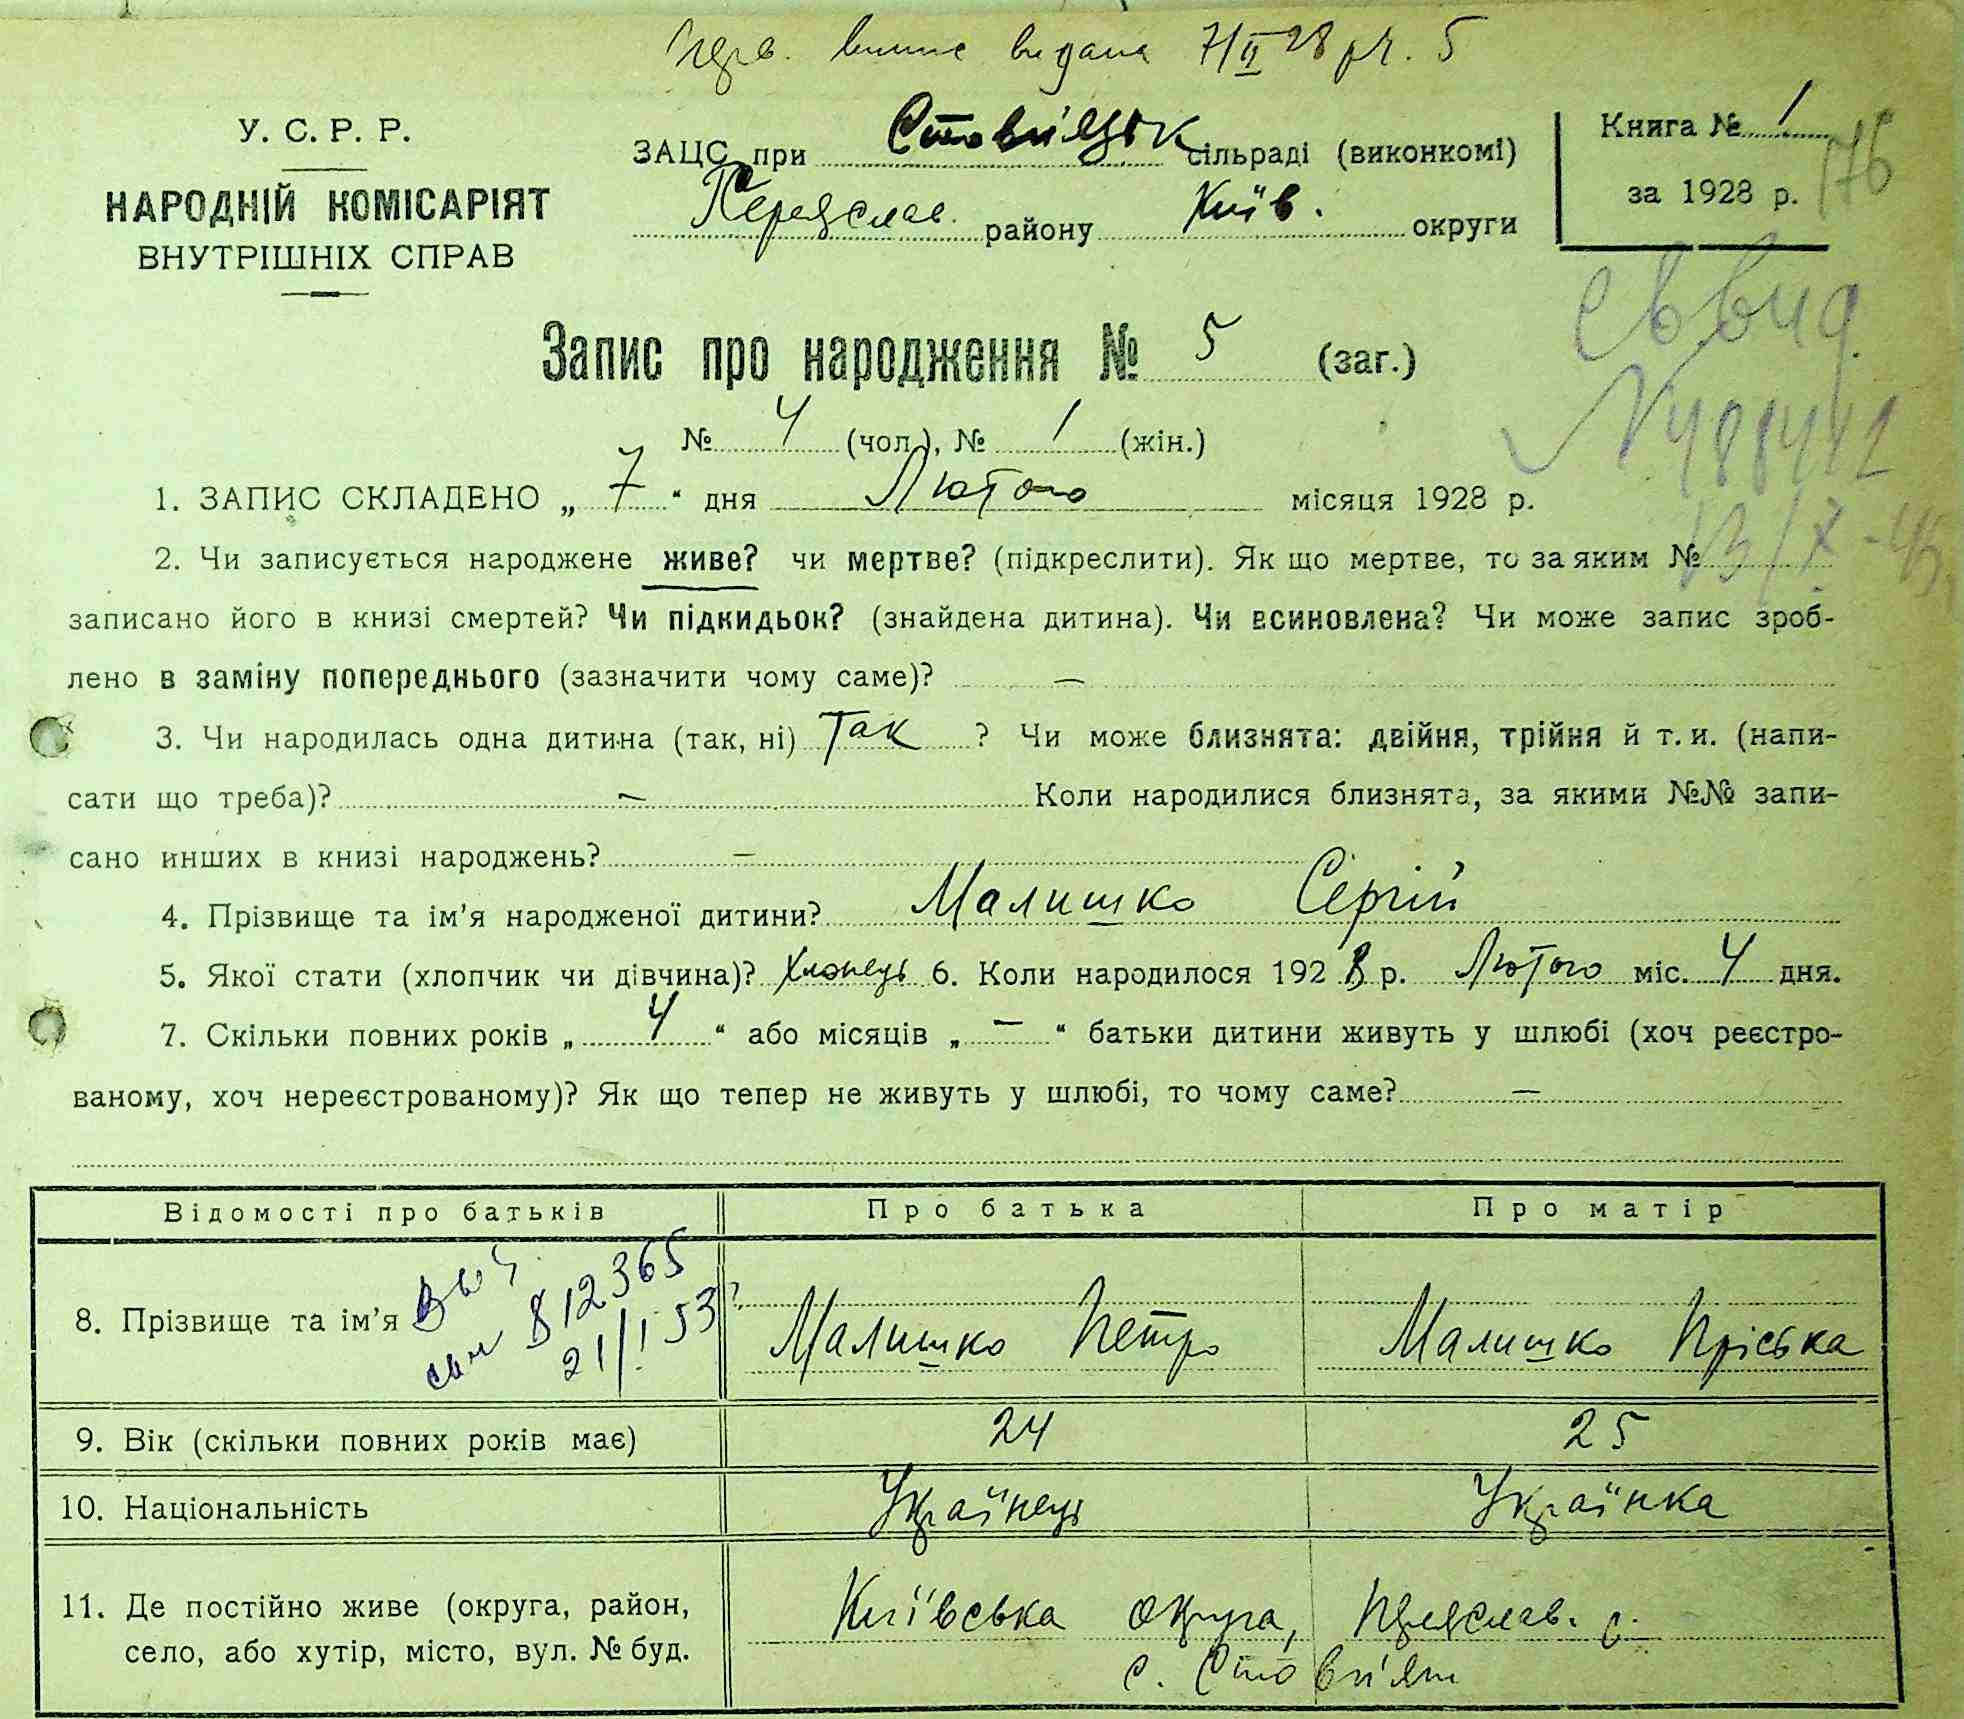 видана 7/II 28 р. 5
У. С. Р. Р.
НАРОДНІЙ КОМІСАРІЯТ
ВНУТРІШНІХ СПРАВ
ЗАЦС при Стовп'яцьк сільраді (виконкомі)
Переяслав. району Київ. округи
Книга № 1
за 1928 р.
176
Запис про народження № 5 (заг.)
№ 4 (чол.), № 1 (жін.)
1. ЗАПИС СКЛАДЕНО „ 7 “ дня Лютого місяця 1928 р.
2. Чи записується народжене живе? чи мертве? (підкреслити). Як що мертве, то за яким №
записано його в книзі смертей? Чи підкидьок? (знайдена дитина). Чи всиновлена? Чи може запис зроб-
лено в заміну попереднього (зазначити чому саме)? —
3. Чи народилась одна дитина (так, ні) Так ? Чи може близнята: двійня, трійня й т. и. (напи-
сати що треба)? — Коли народилися близнята, за якими №№ запи-
сано инших в книзі народжень? —
4. Прізвище та ім'я народженої дитини? Малишко Сергій
5. Якої стати (хлопчик чи дівчина)? хлопець 6. Коли народилося 1928 р. Лютого міс. 4 дня.
7. Скільки повних років „ 4 “ або місяців „ — “ батьки дитини живуть у шлюбі (хоч реєстро-
ваному, хоч нереєстрованому)? Як що тепер не живуть у шлюбі, то чому саме? —
Відомості про батьків Про батька Про матір
812365
21/I 53
8. Прізвище та ім'я Малишко Петро Малишко Пріська
9. Вік (скільки повних років має) 24 25
10. Національність Українець Українка
11. Де постійно живе (округа, район, Київська округа, Переяслав. р.
село, або хутір, місто, вул. № буд. с. Стовп'яги